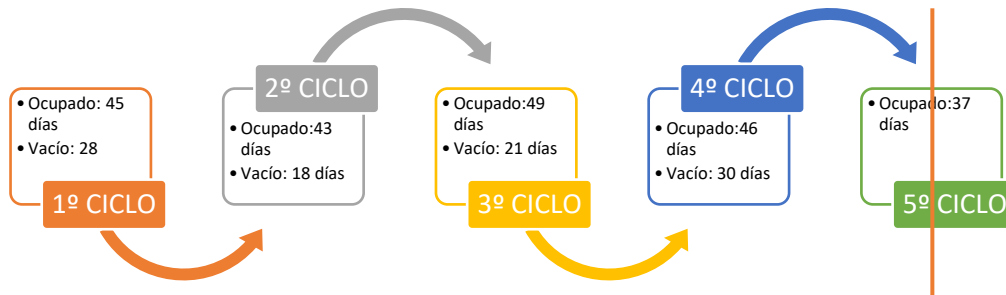 • Ocupado: 45
días
• Vacío: 28
1º CICLO
2º CICLO
• Ocupado:43
días
• Vacío: 18 días
• Ocupado:49
días
• Vacío: 21 días
3º CICLO
4º CICLO
• Ocupado:46
días
• Vacío: 30 días
• Ocupado:37
días
5º CICLO